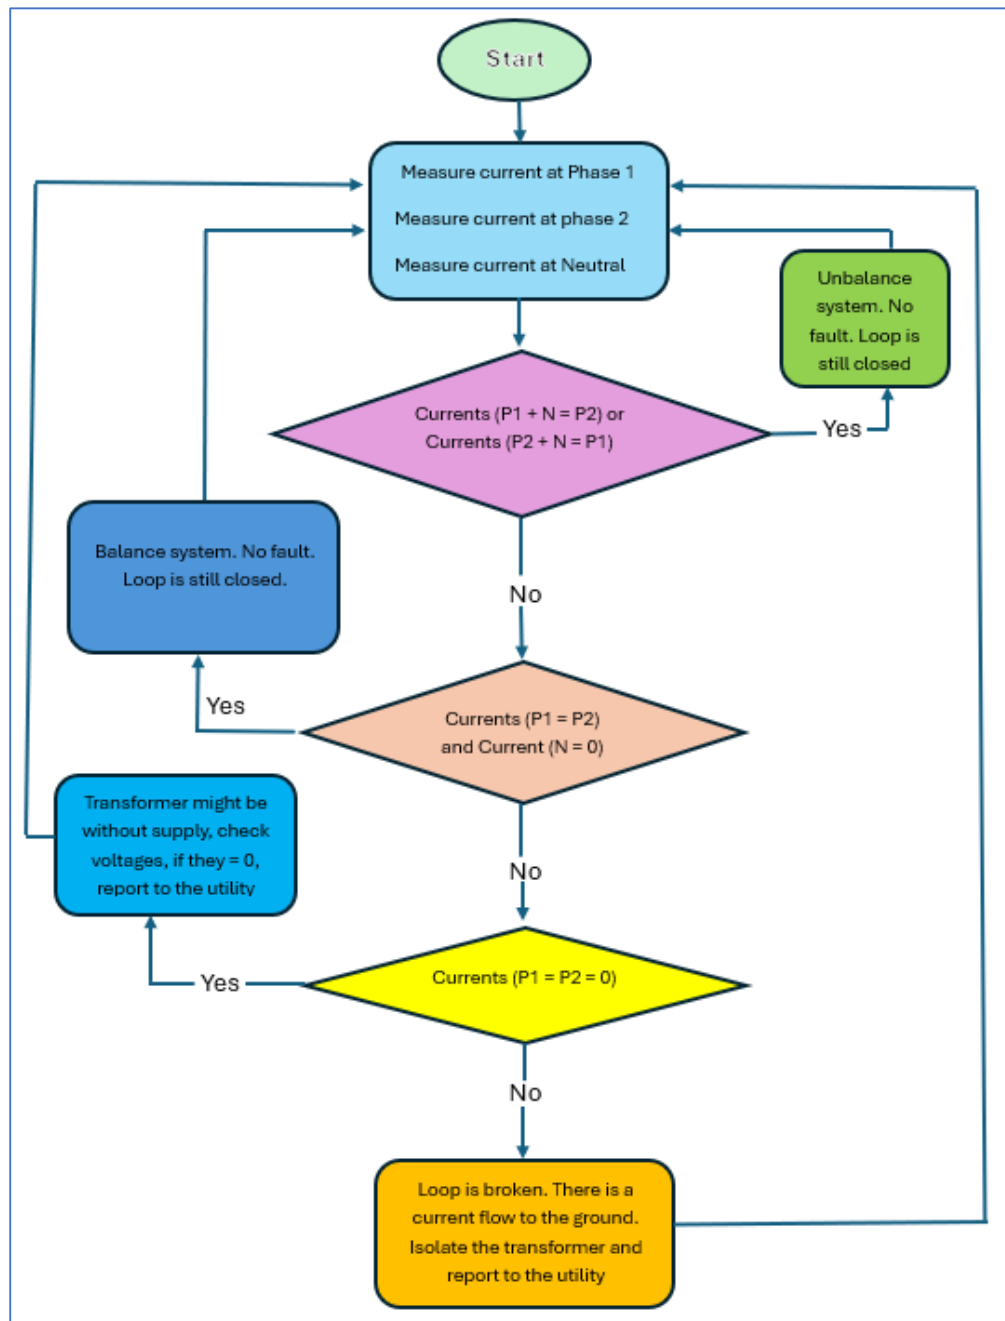 Start
Measure current at Phase 1
Measure current at phase 2
Measure current at Neutral
Unbalance
system. No
fault. Loop is
still closed
Currents (P1 + N = P2) or
Currents (P2 + N = P1)
Yes
Balance system. No fault.
Loop is still closed.
No
Yes
Currents (P1 = P2)
and Current (N = 0)
Transformer might be
without supply, check
voltages, if they = 0,
report to the utility
No
Currents (P1 = P2 = 0)
Yes
No
Loop is broken. There is a
current flow to the ground.
Isolate the transformer and
report to the utility